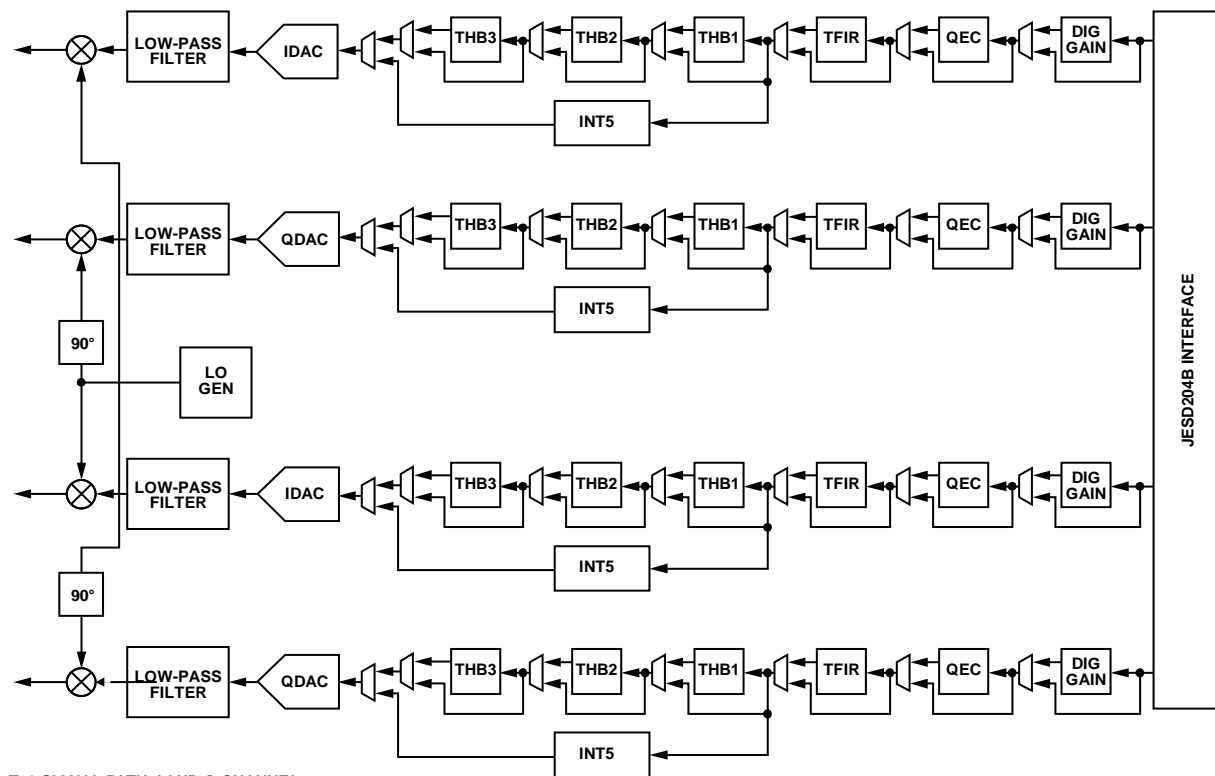 LOW-PASS
FILTER
IDAC
THB3
THB2
THB1
TFIR
QEC
DIG
GAIN
INT5
LOW-PASS
FILTER
QDAC
THB3
THB2
THB1
TFIR
QEC
DIG
GAIN
INT5
90°
LO
GEN
JESD204B INTERFACE
LOW-PASS
FILTER
IDAC
THB3
THB2
THB1
TFIR
QEC
DIG
GAIN
INT5
90°
LOW-PASS
FILTER
QDAC
THB3
THB2
THB1
TFIR
QEC
DIG
GAIN
INT5